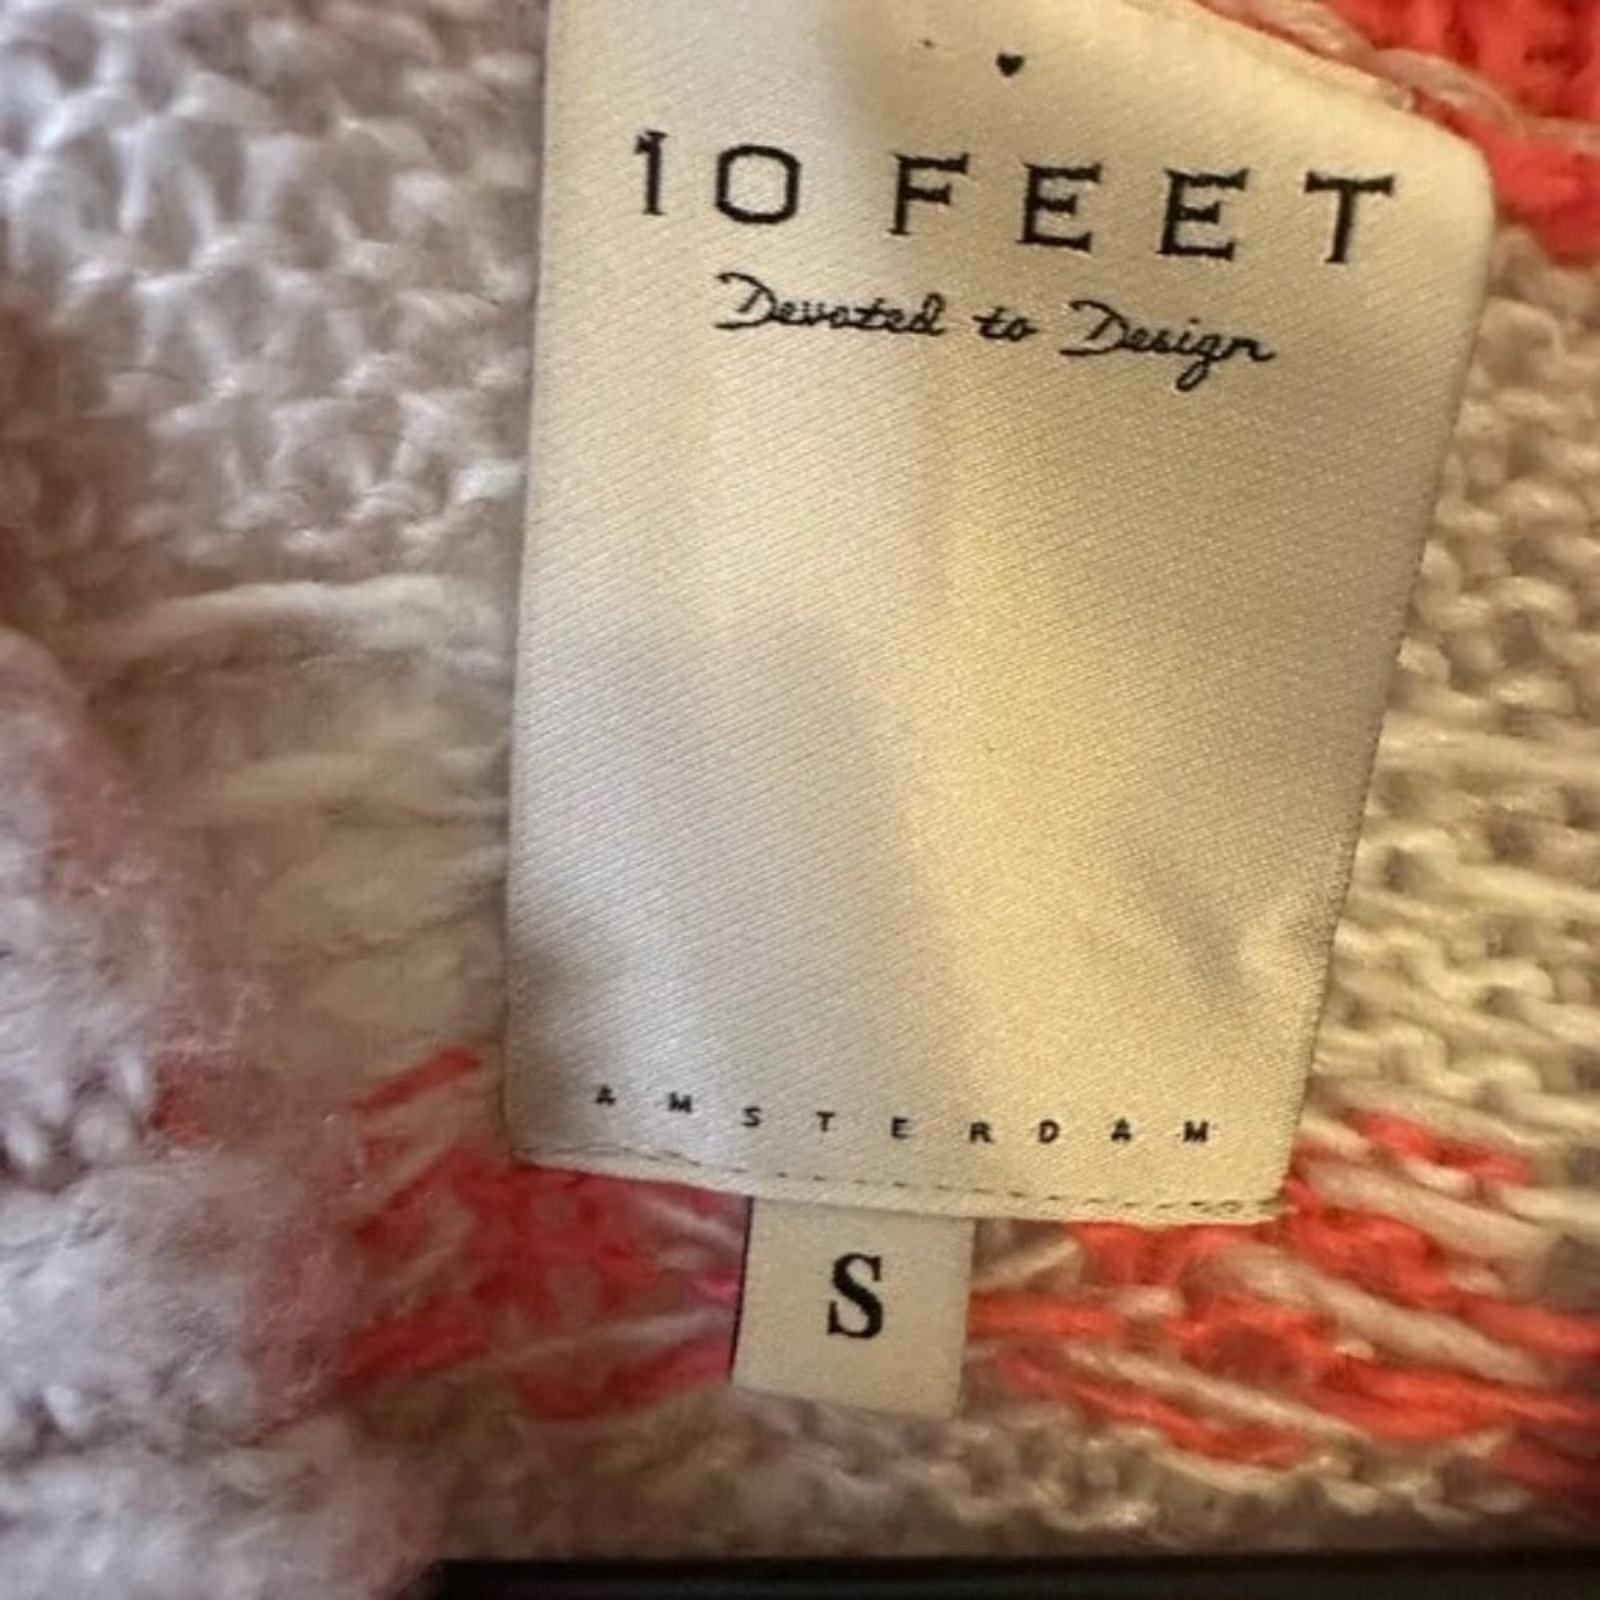 10 FEET
Devoted to Design
AMSTERDAM
S